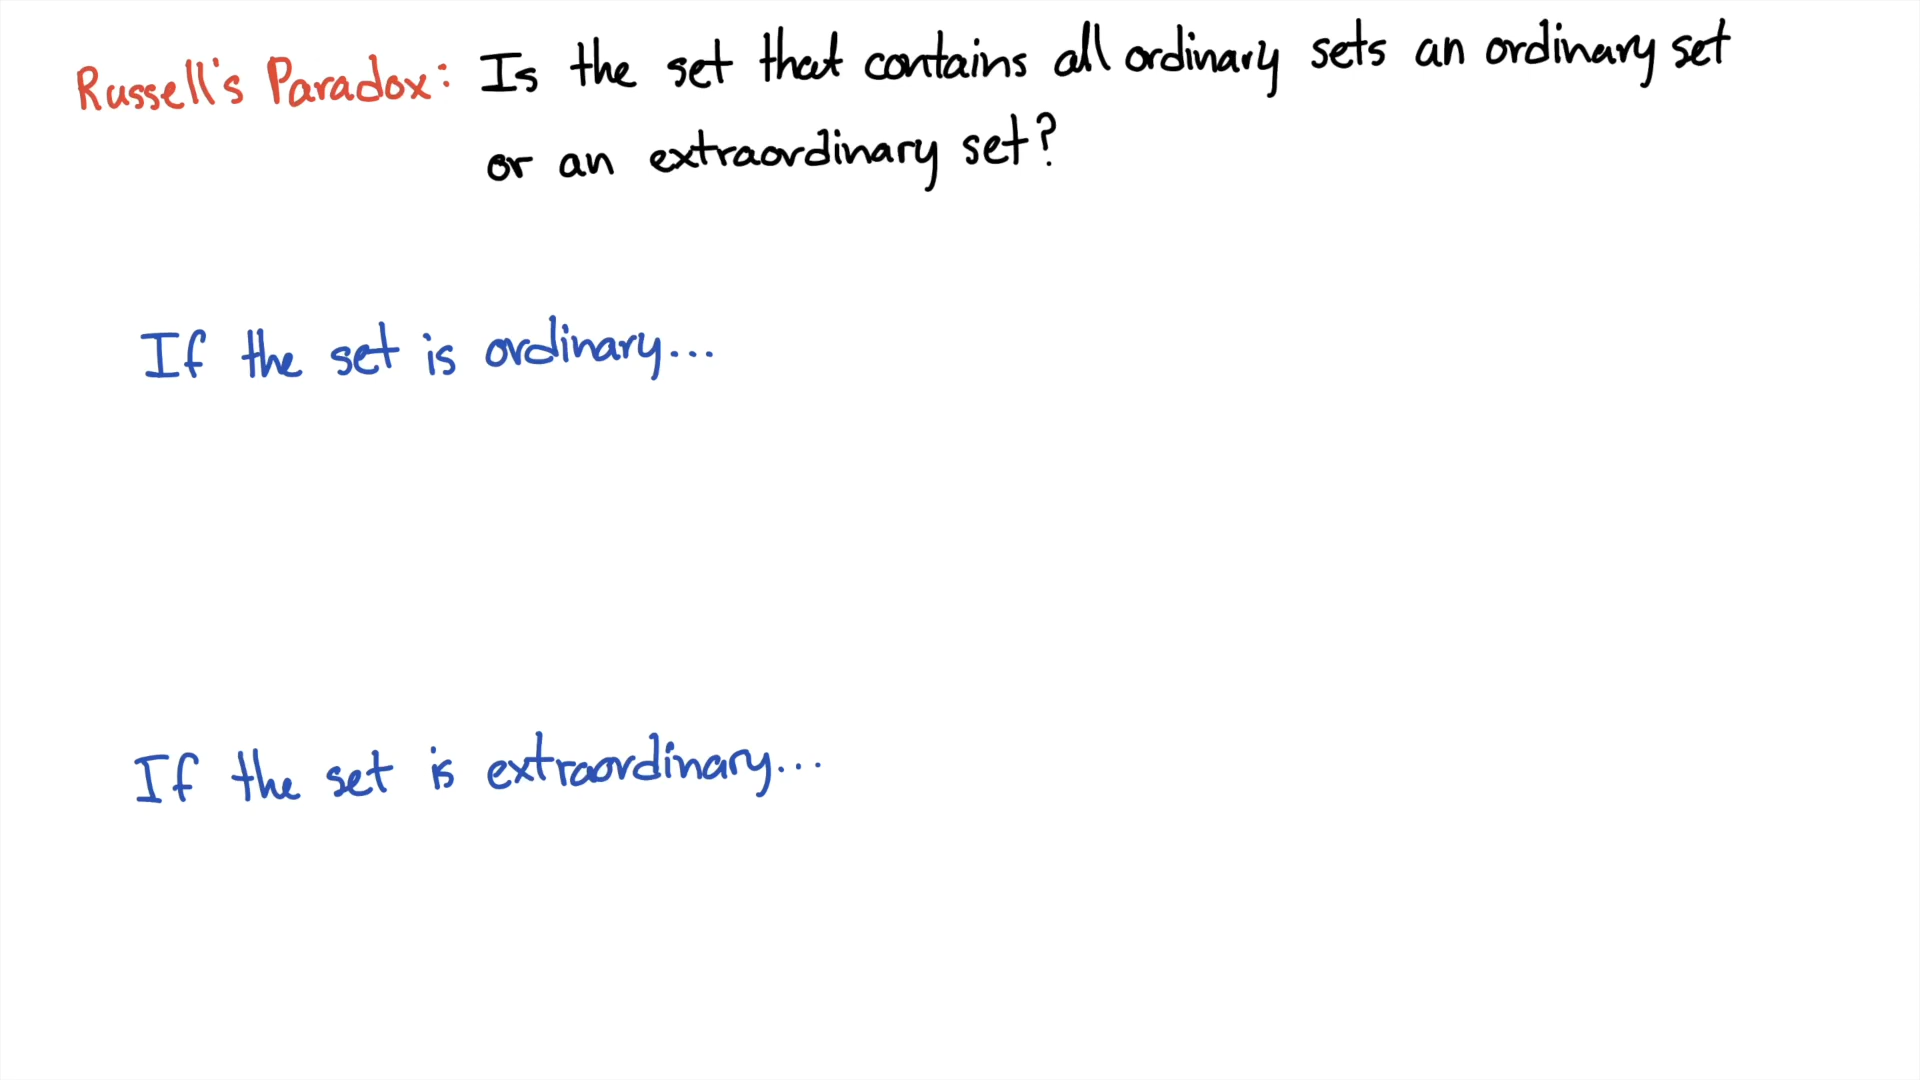 Russell's Paradox: Is the set that contains all ordinary sets an ordinary set
or an extraordinary set?
If the set is ordinary...
If the set is extraordinary...